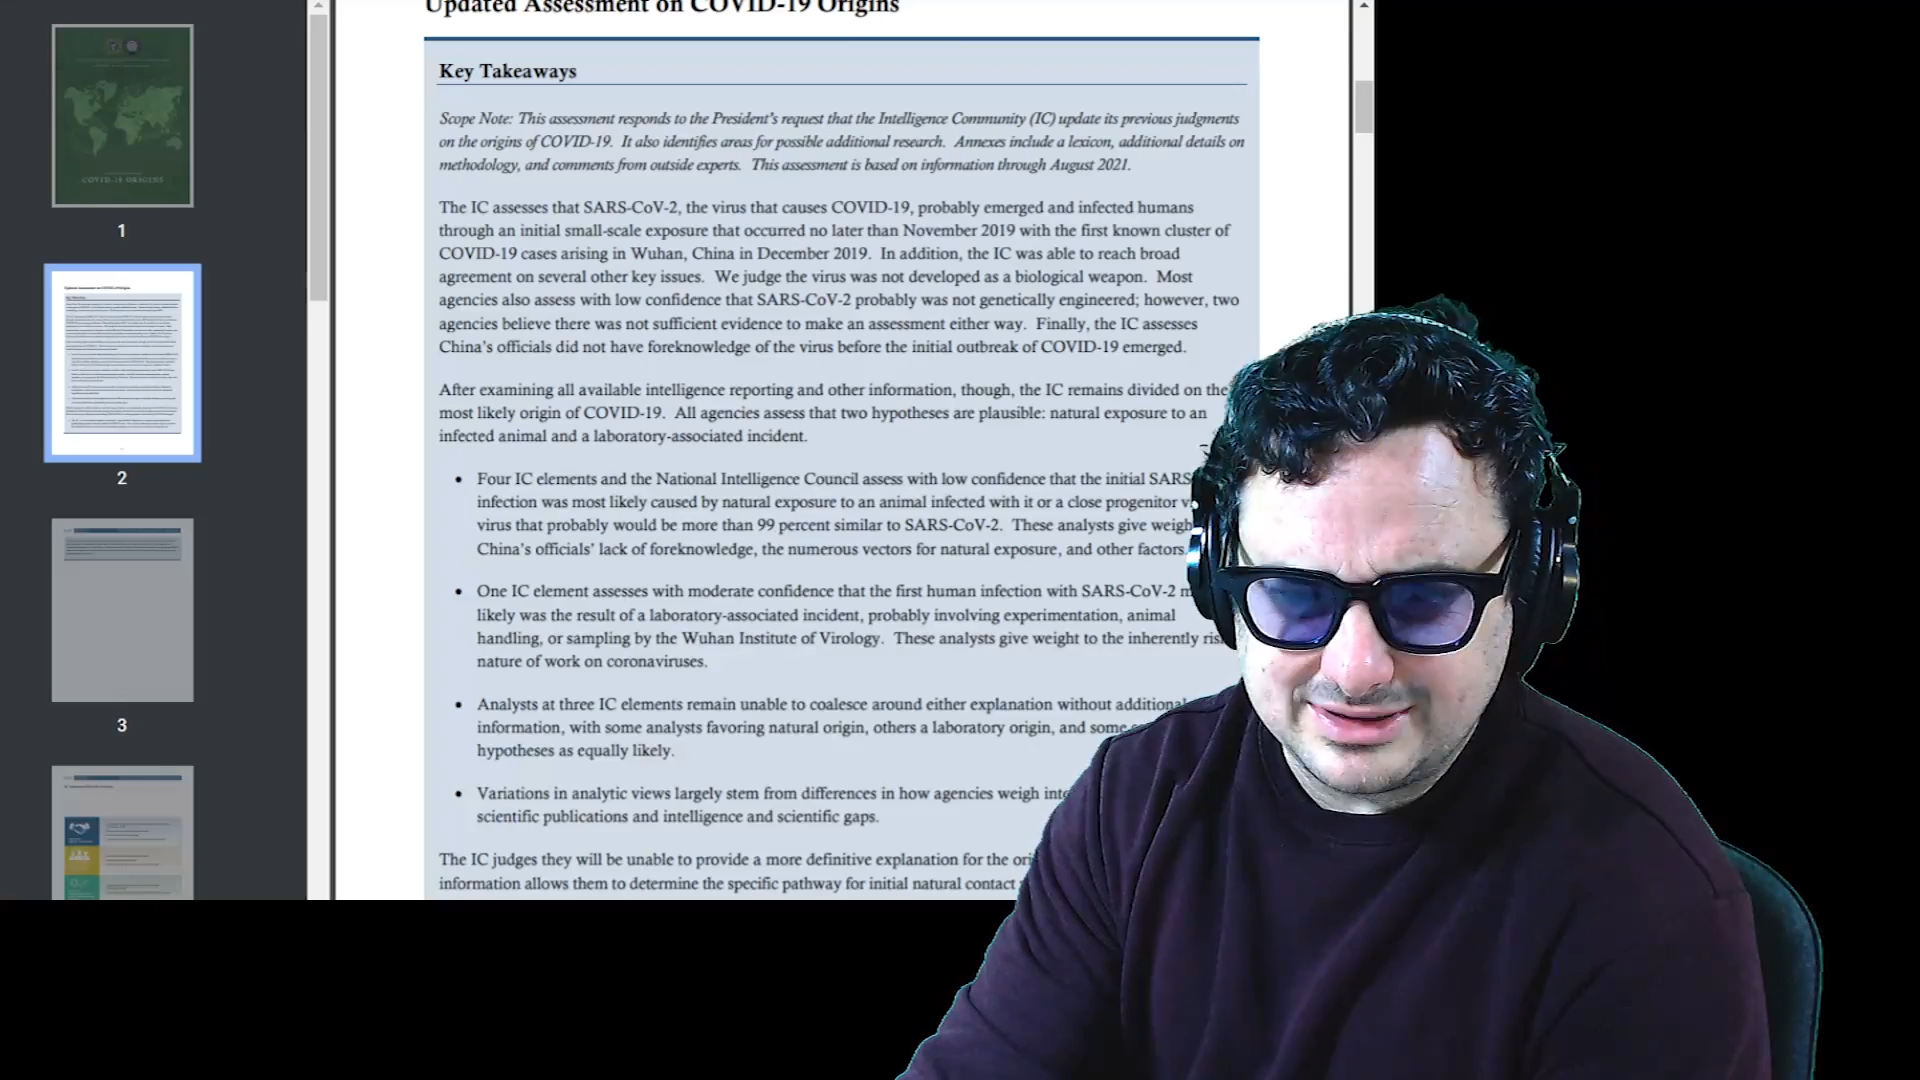 Updated Assessment on COVID-19 Origins
Key Takeaways
Scope Note: This assessment responds to the President's request that the Intelligence Community (IC) update its previous judgments
on the origins of COVID-19. It also identifies areas for possible additional research. Annexes include a lexicon, additional details on
methodology, and comments from outside experts. This assessment is based on information through August 2021.
The IC assesses that SARS-CoV-2, the virus that causes COVID-19, probably emerged and infected humans
through an initial small-scale exposure that occurred no later than November 2019 with the first known cluster of
COVID-19 cases arising in Wuhan, China in December 2019. In addition, the IC was able to reach broad
agreement on several other key issues. We judge the virus was not developed as a biological weapon. Most
agencies also assess with low confidence that SARS-CoV-2 probably was not genetically engineered; however, two
agencies believe there was not sufficient evidence to make an assessment either way. Finally, the IC assesses
China's officials did not have foreknowledge of the virus before the initial outbreak of COVID-19 emerged.
After examining all available intelligence reporting and other information, though, the IC remains divided on the
most likely origin of COVID-19. All agencies assess that two hypotheses are plausible: natural exposure to an
infected animal and a laboratory-associated incident.
• Four IC elements and the National Intelligence Council assess with low confidence that the initial SARS
infection was most likely caused by natural exposure to an animal infected with it or a close progenitor
virus that probably would be more than 99 percent similar to SARS-CoV-2. These analysts give
China's officials' lack of foreknowledge, the numerous vectors for natural exposure, and other factors
• One IC element assesses with moderate confidence that the first human infection with SARS-CoV-2
likely was the result of a laboratory-associated incident, probably involving experimentation, animal
handling, or sampling by the Wuhan Institute of Virology. These analysts give weight to the inherently
nature of work on coronaviruses.
• Analysts at three IC elements remain unable to coalesce around either explanation without additional
information, with some analysts favoring natural origin, others a laboratory origin, and some
hypotheses as equally likely.
• Variations in analytic views largely stem from differences in how agencies weigh
scientific publications and intelligence and scientific gaps.
The IC judges they will be unable to provide a more definitive explanation for the
information allows them to determine the specific pathway for initial natural contact
COVID-19 ORIGINS
1
2
3